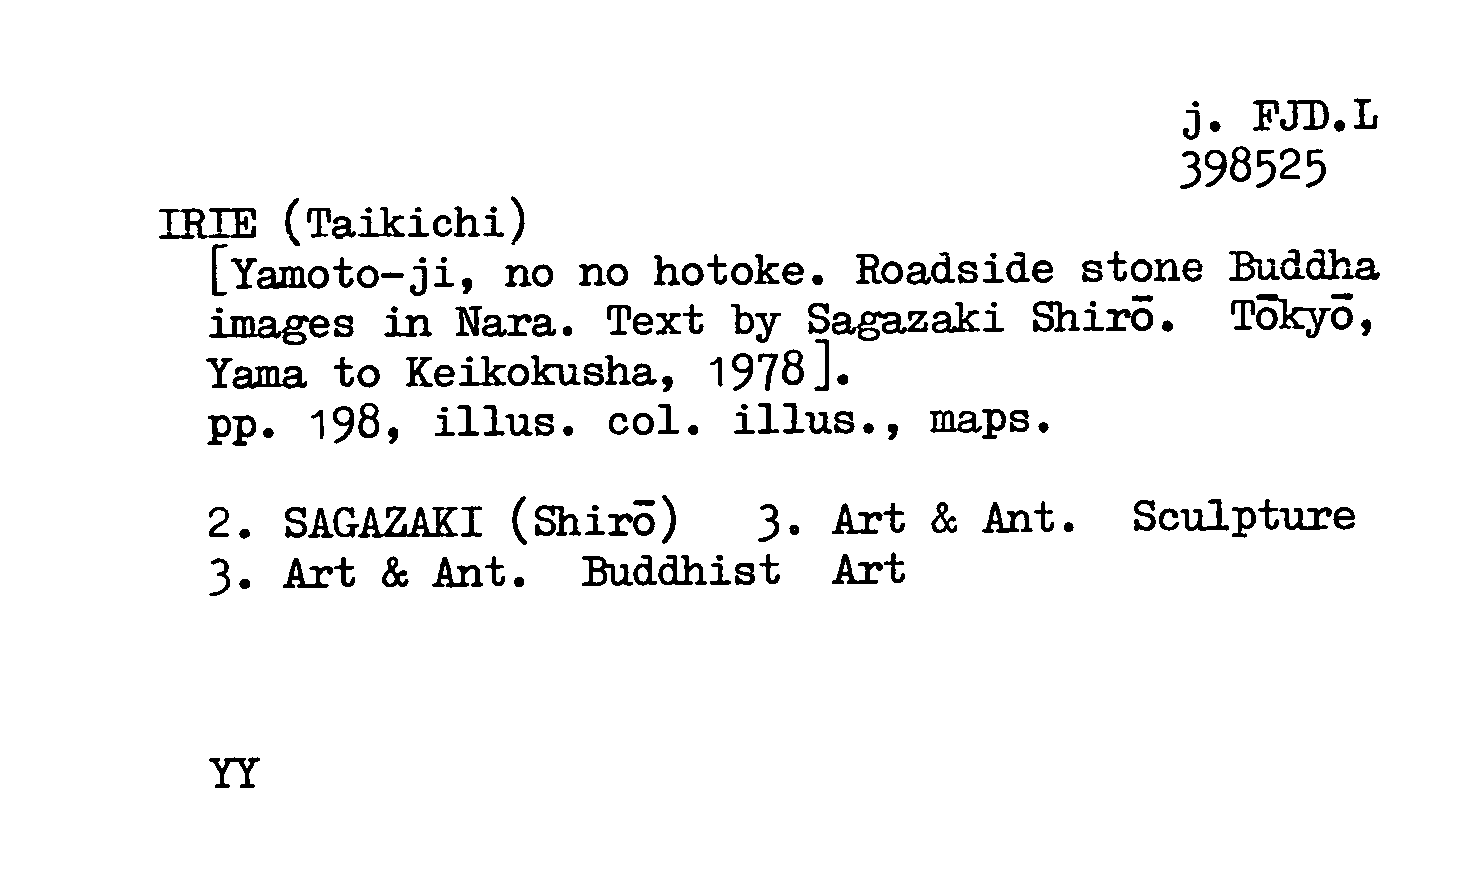 j. FJD.L
398525
IRIE (Taikichi)
[Yamoto-ji, no no hotoke. Roadside stone Buddha
images in Nara. Text by Sagazaki Shirō. Tōkyō,
Yama to Keikokusha, 1978].
pp. 198, illus. col. illus., maps.
2. SAGAZAKI (Shirō) 3. Art & Ant. Sculpture
3. Art & Ant. Buddhist Art
YY